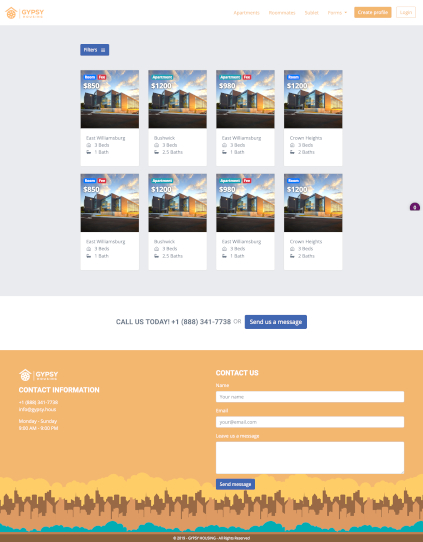 GYPSY
HOUSING
Apartments Roommates Sublet Forms Create profile Login
Filters
Room Fee
$850
East Williamsburg
3 Beds
1 Bath
Apartment
$1200
Bushwick
3 Beds
2.5 Baths
Apartment Fee
$980
East Williamsburg
3 Beds
1 Bath
Room
$1200
Crown Heights
3 Beds
2 Baths
Room Fee
$850
East Williamsburg
3 Beds
1 Bath
Apartment
$1200
Bushwick
3 Beds
2.5 Baths
Apartment Fee
$980
East Williamsburg
3 Beds
1 Bath
Room
$1200
Crown Heights
3 Beds
2 Baths
0
CALL US TODAY! +1 (888) 341-7738 OR Send us a message
GYPSY
HOUSING
CONTACT INFORMATION
+1 (888) 341-7738
info@gypsy.hous
Monday - Sunday
9:00 AM - 9:00 PM
CONTACT US
Name
Your name
Email
your@email.com
Leave us a message
Send message
© 2019 - GYPSY HOUSING - All Rights Reserved